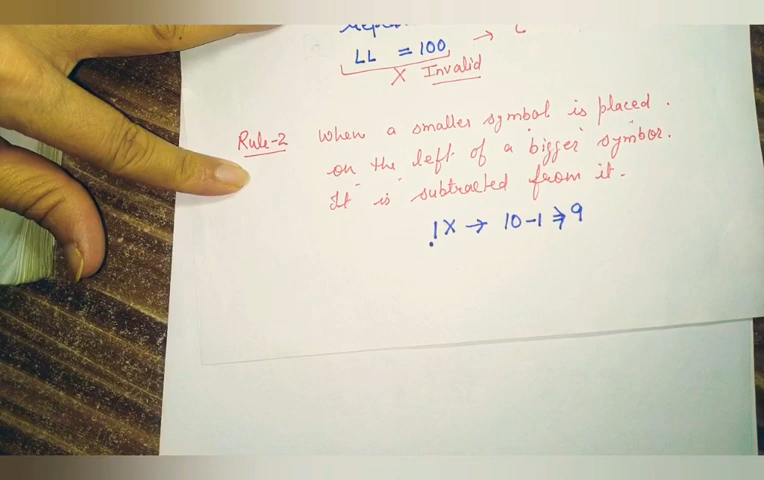 LL = 100 → C
X Invalid
Rule-2 When a smaller symbol is placed.
on the left of a "bigger" symbol.
It is subtracted from it.
IX → 10-1 ⇒ 9